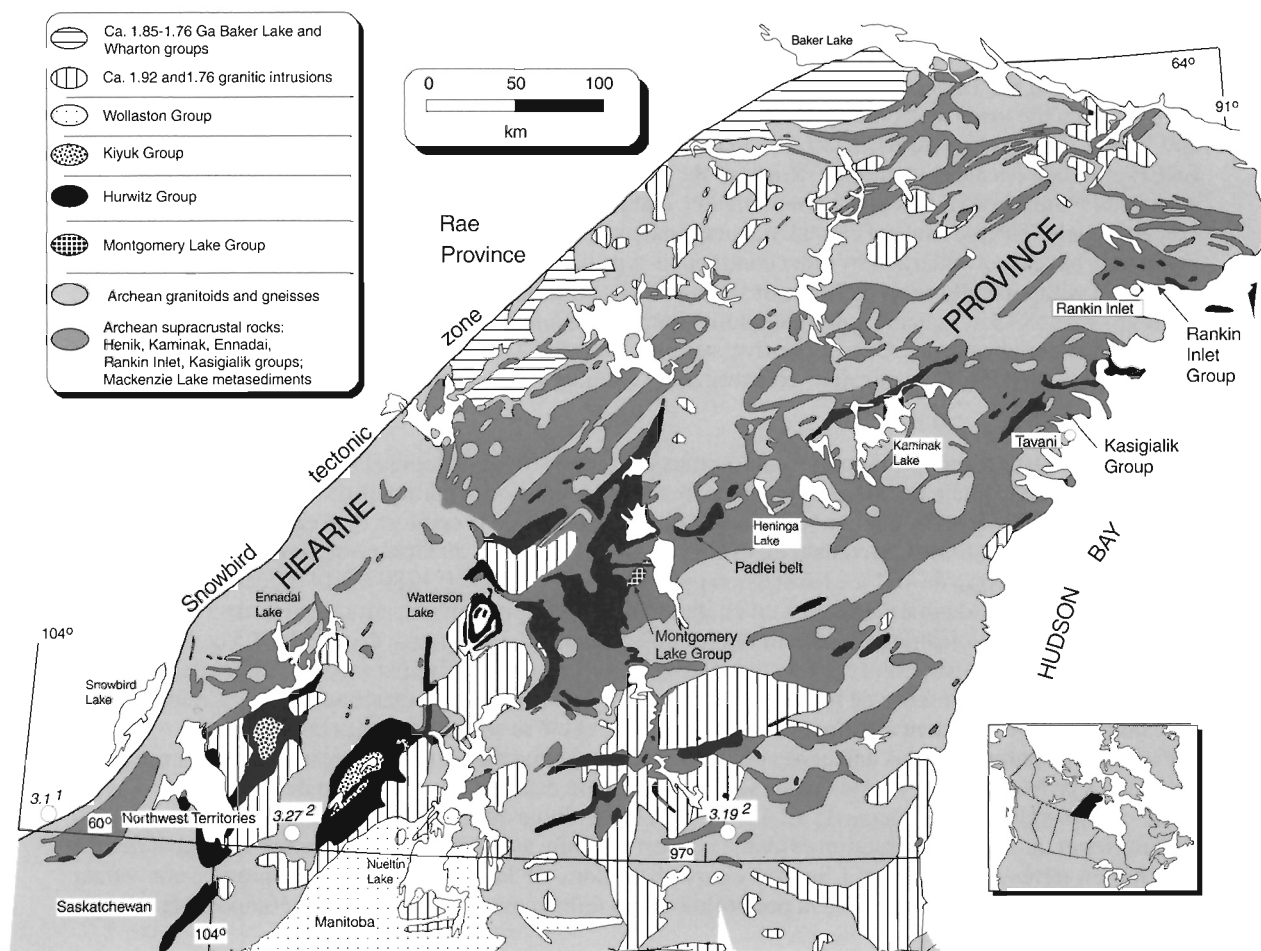 Ca. 1.85-1.76 Ga Baker Lake and
Wharton groups
Ca. 1.92 and1.76 granitic intrusions
Wollaston Group
Kiyuk Group
Hurwitz Group
Montgomery Lake Group
Archean granitoids and gneisses
Archean supracrustal rocks:
Henik, Kaminak, Ennadai,
Rankin Inlet, Kasigialik groups;
Mackenzie Lake metasediments
0 50 100
km
Baker Lake
64°
91°
Rae
Province
PROVINCE
Rankin Inlet
Rankin
Inlet
Group
zone
tectonic
Snowbird
HEARNE
Kaminak
Lake
Tavani
Kasigialik
Group
Heninga
Lake
Padlei belt
HUDSON BAY
Ennadai
Lake
Watterson
Lake
Montgomery
Lake Group
104°
Snowbird
Lake
3.1 1
60°
Northwest Territories
3.27 2
3.19 2
97°
Nueltin
Lake
Saskatchewan
104°
Manitoba